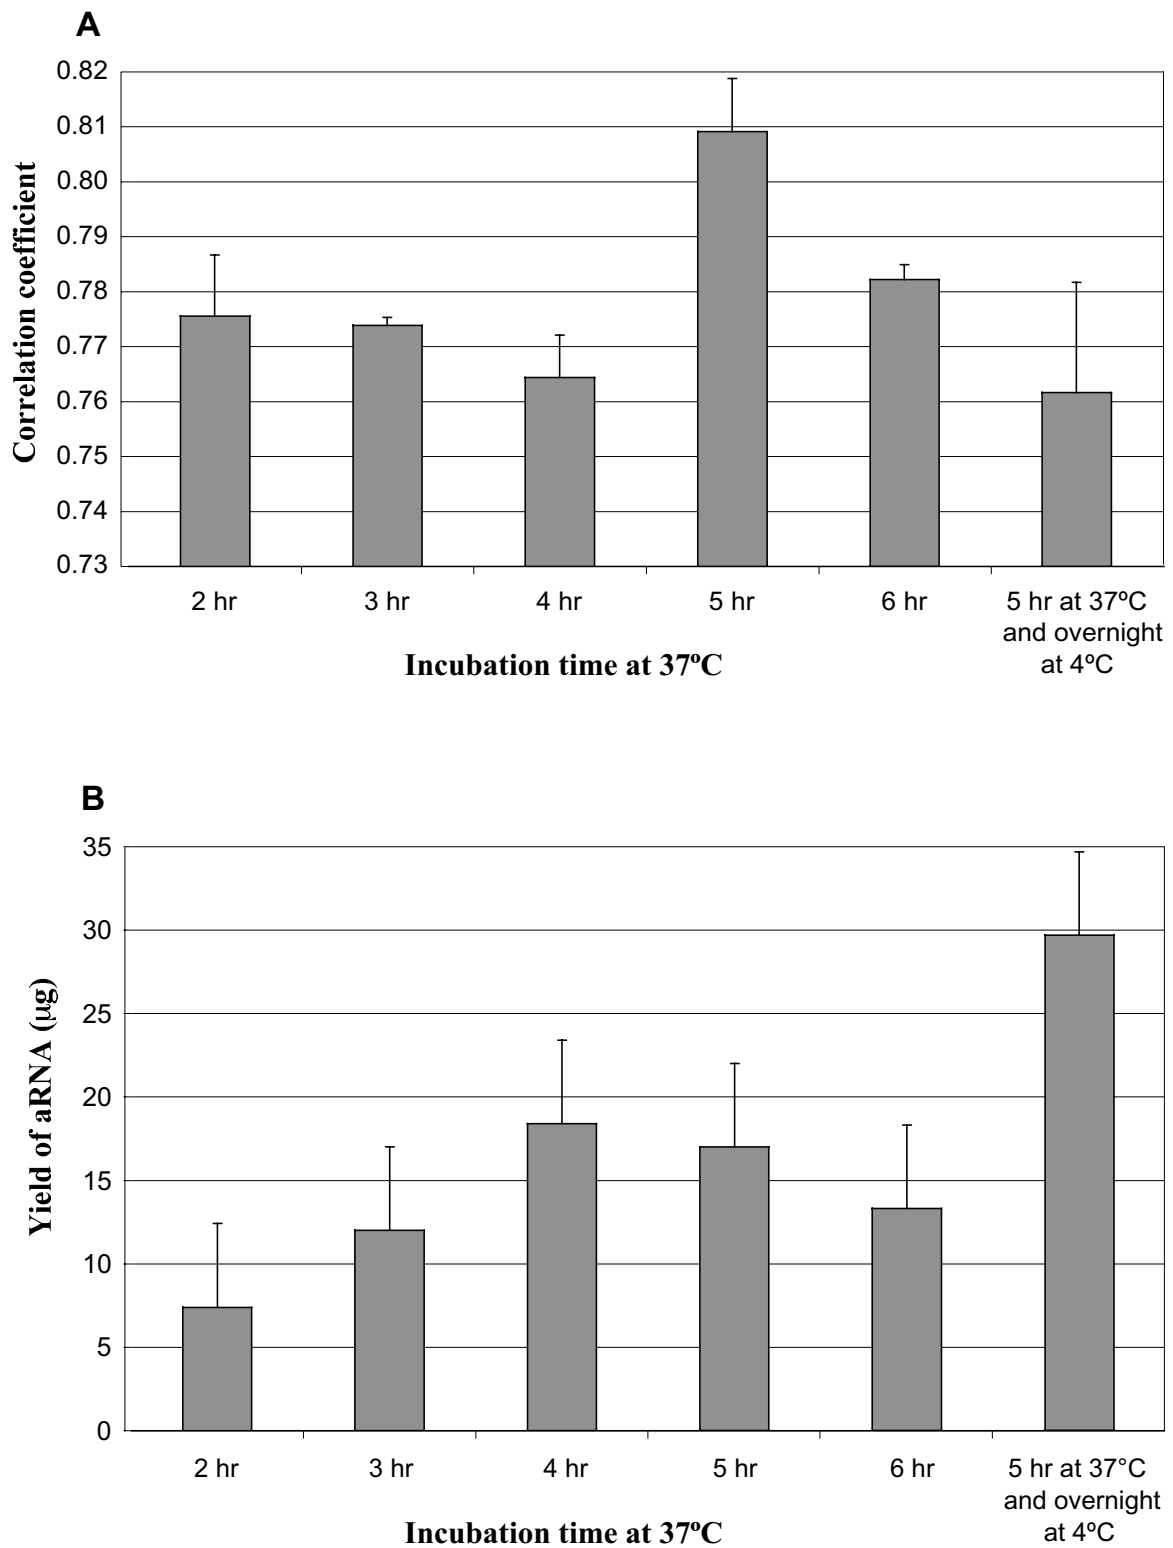 A
0.82
0.81
0.80
0.79
0.78
0.77
0.76
0.75
0.74
0.73
Correlation coefficient
2 hr 3 hr 4 hr 5 hr 6 hr 5 hr at 37ºC
and overnight
at 4ºC
Incubation time at 37ºC
B
35
30
25
20
15
10
5
0
Yield of aRNA (µg)
2 hr 3 hr 4 hr 5 hr 6 hr 5 hr at 37°C
and overnight
at 4ºC
Incubation time at 37ºC